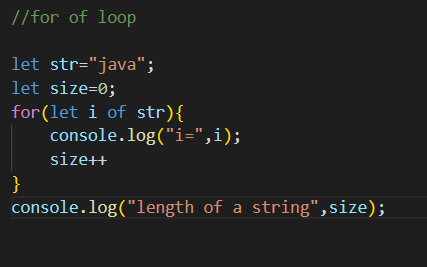 //for of loop
let str="java";
let size=0;
for(let i of str){
    console.log("i=",i);
    size++
}
console.log("length of a string",size);